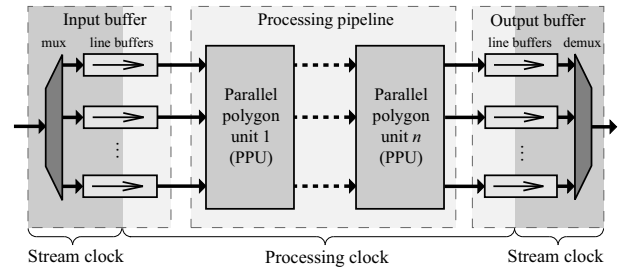 Input buffer
Processing pipeline
Output buffer
mux
line buffers
line buffers
demux
Parallel
polygon
unit 1
(PPU)
Parallel
polygon
unit n
(PPU)
...
...
Stream clock
Processing clock
Stream clock